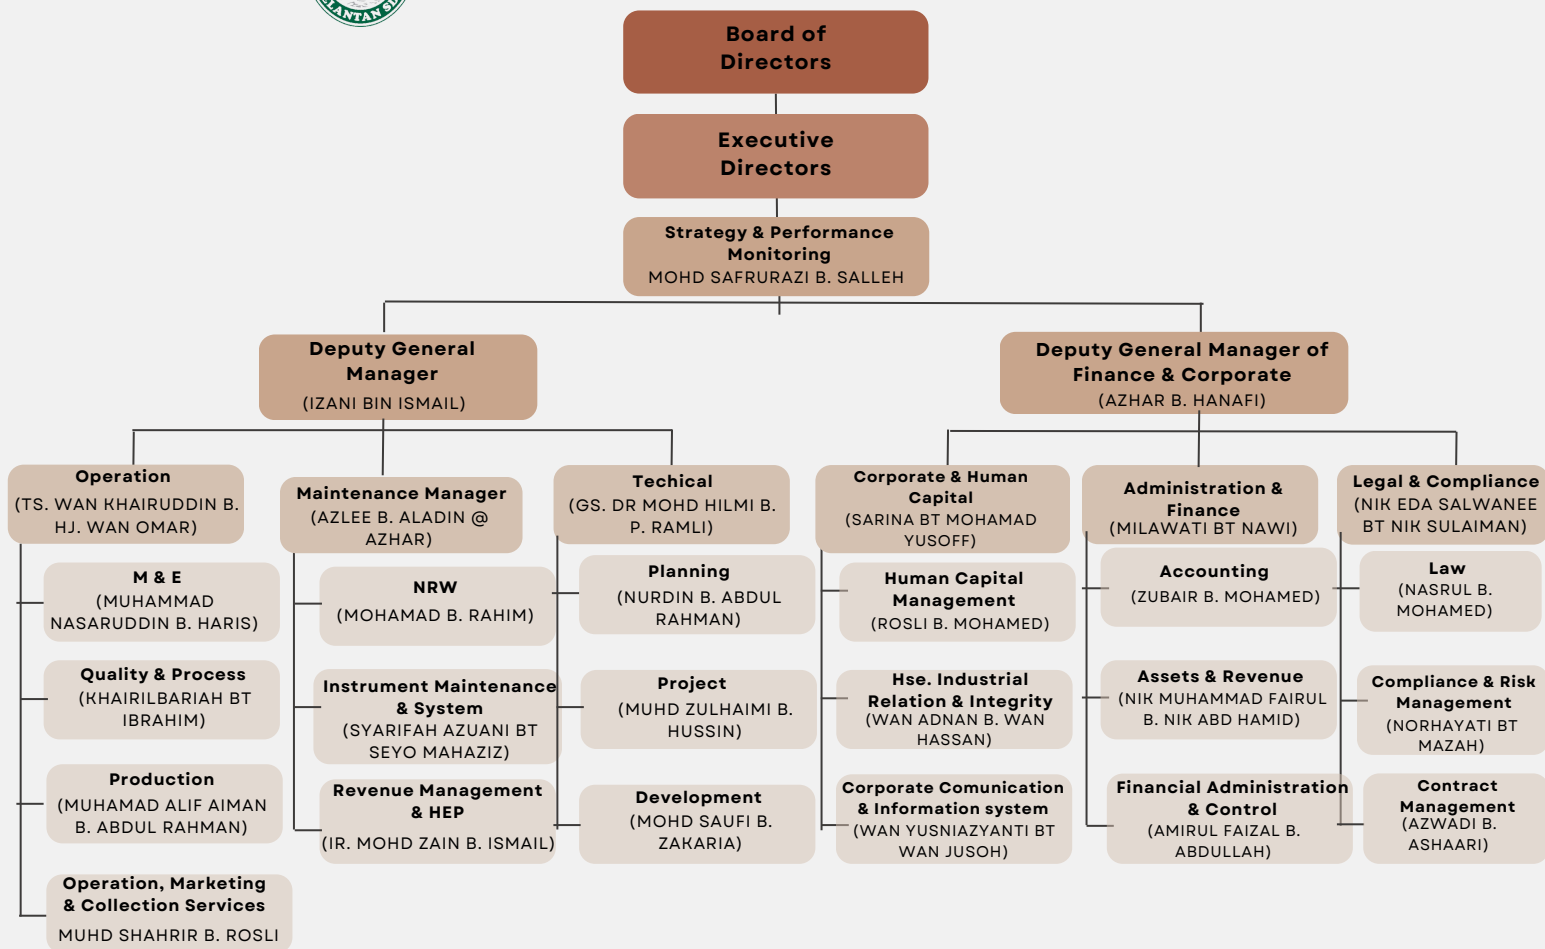 ELANTAN
Board of
Directors
Executive
Directors
Strategy & Performance
Monitoring
MOHD SAFRURAZI B. SALLEH
Deputy General
Manager
(IZANI BIN ISMAIL)
Deputy General Manager of
Finance & Corporate
(AZHAR B. HANAFI)
Operation
(TS. WAN KHAIRUDDIN B.
HJ. WAN OMAR)
M & E
(MUHAMMAD
NASARUDDIN B. HARIS)
Quality & Process
(KHAIRILBARIAH BT
IBRAHIM)
Production
(MUHAMAD ALIF AIMAN
B. ABDUL RAHMAN)
Operation, Marketing
& Collection Services
MUHD SHAHRIR B. ROSLI
Maintenance Manager
(AZLEE B. ALADIN @
AZHAR)
NRW
(MOHAMAD B. RAHIM)
Instrument Maintenance
& System
(SYARIFAH AZUANI BT
SEYO MAHAZIZ)
Revenue Management
& HEP
(IR. MOHD ZAIN B. ISMAIL)
Techical
(GS. DR MOHD HILMI B.
P. RAMLI)
Planning
(NURDIN B. ABDUL
RAHMAN)
Project
(MUHD ZULHAIMI B.
HUSSIN)
Development
(MOHD SAUFI B.
ZAKARIA)
Corporate & Human
Capital
(SARINA BT MOHAMAD
YUSOFF)
Human Capital
Management
(ROSLI B. MOHAMED)
Hse. Industrial
Relation & Integrity
(WAN ADNAN B. WAN
HASSAN)
Corporate Comunication
& Information system
(WAN YUSNIAZYANTI BT
WAN JUSOH)
Administration &
Finance
(MILAWATI BT NAWI)
Accounting
(ZUBAIR B. MOHAMED)
Assets & Revenue
(NIK MUHAMMAD FAIRUL
B. NIK ABD HAMID)
Financial Administration
& Control
(AMIRUL FAIZAL B.
ABDULLAH)
Legal & Compliance
(NIK EDA SALWANEE
BT NIK SULAIMAN)
Law
(NASRUL B.
MOHAMED)
Compliance & Risk
Management
(NORHAYATI BT
MAZAH)
Contract
Management
(AZWADI B.
ASHAARI)